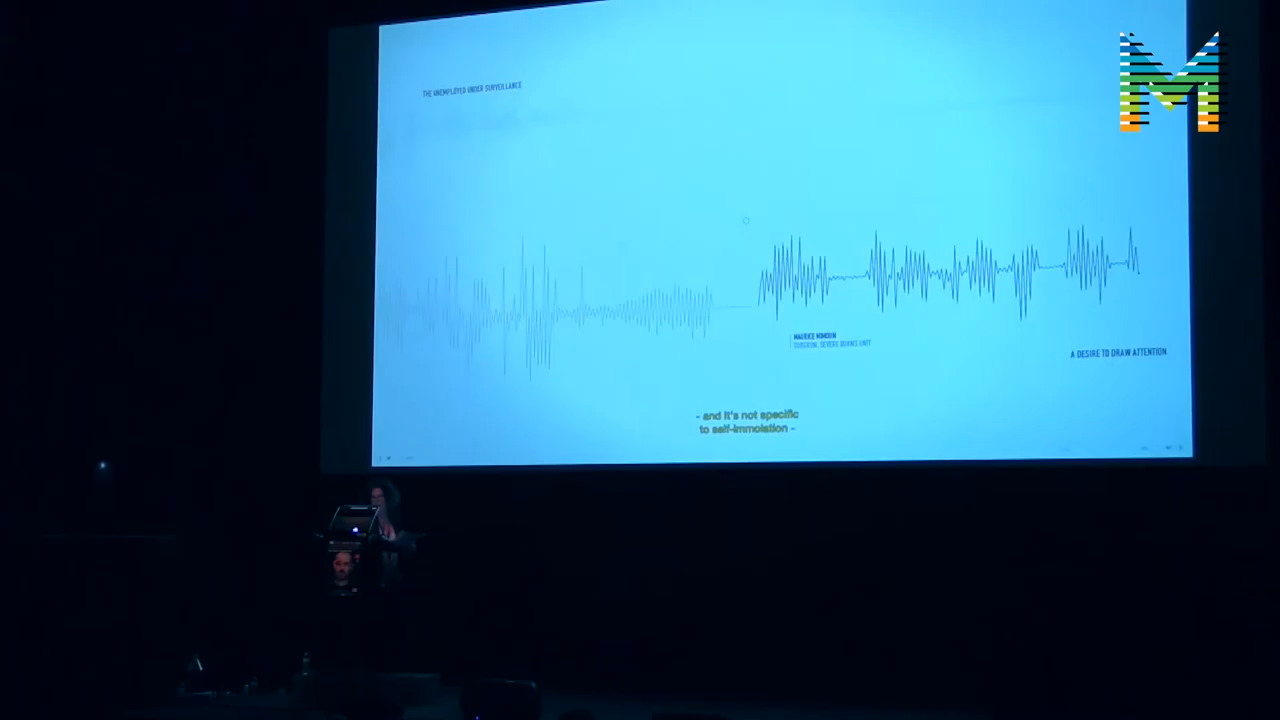 THE UNEMPLOYED UNDER SURVEILLANCE
MAURICE MIMOUN
SURGEON, SEVERE BURNS UNIT
A DESIRE TO DRAW ATTENTION
- and it's not specific
to self-immolation -
M